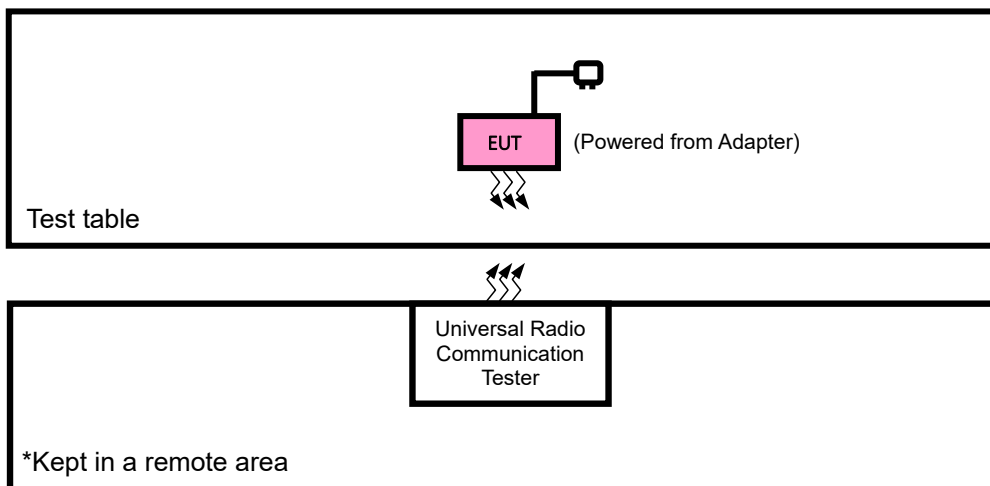 EUT
(Powered from Adapter)
Test table
Universal Radio
Communication
Tester
*Kept in a remote area